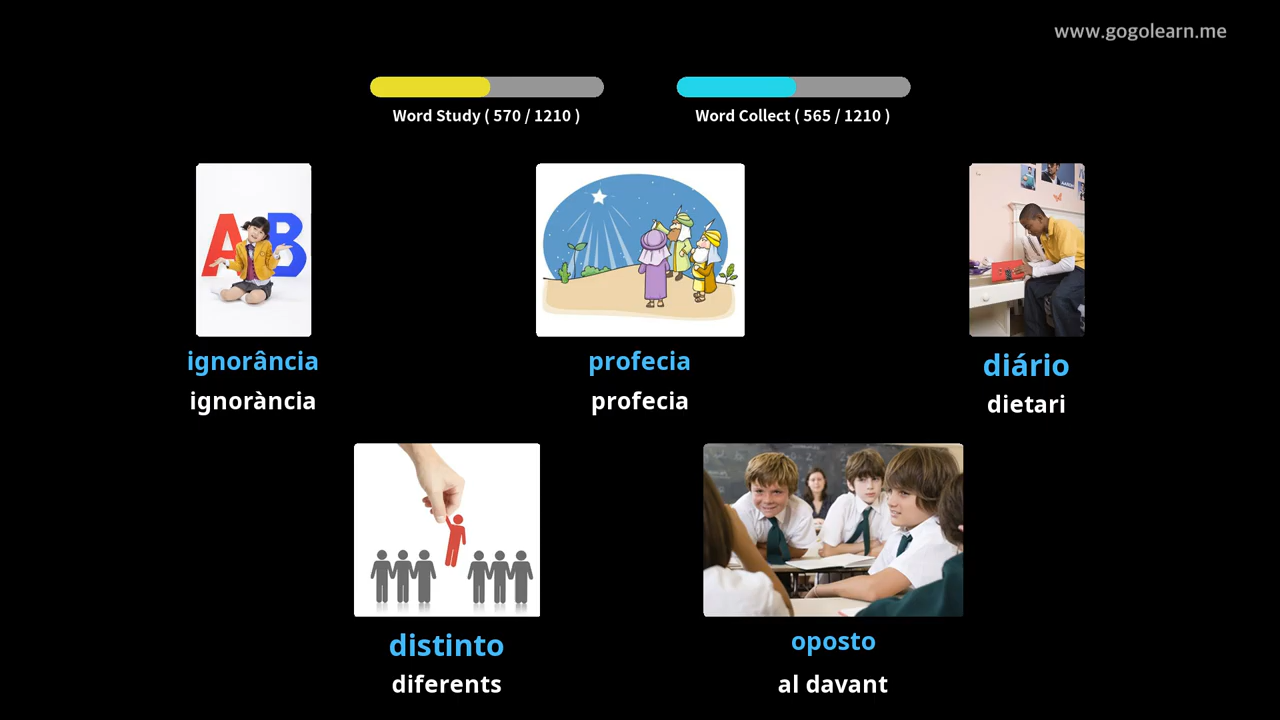 www.gogolearn.me
Word Study ( 570 / 1210 )
Word Collect ( 565 / 1210 )
A B
ignorância
ignorància
profecia
profecia
diário
dietari
distinto
diferents
oposto
al davant